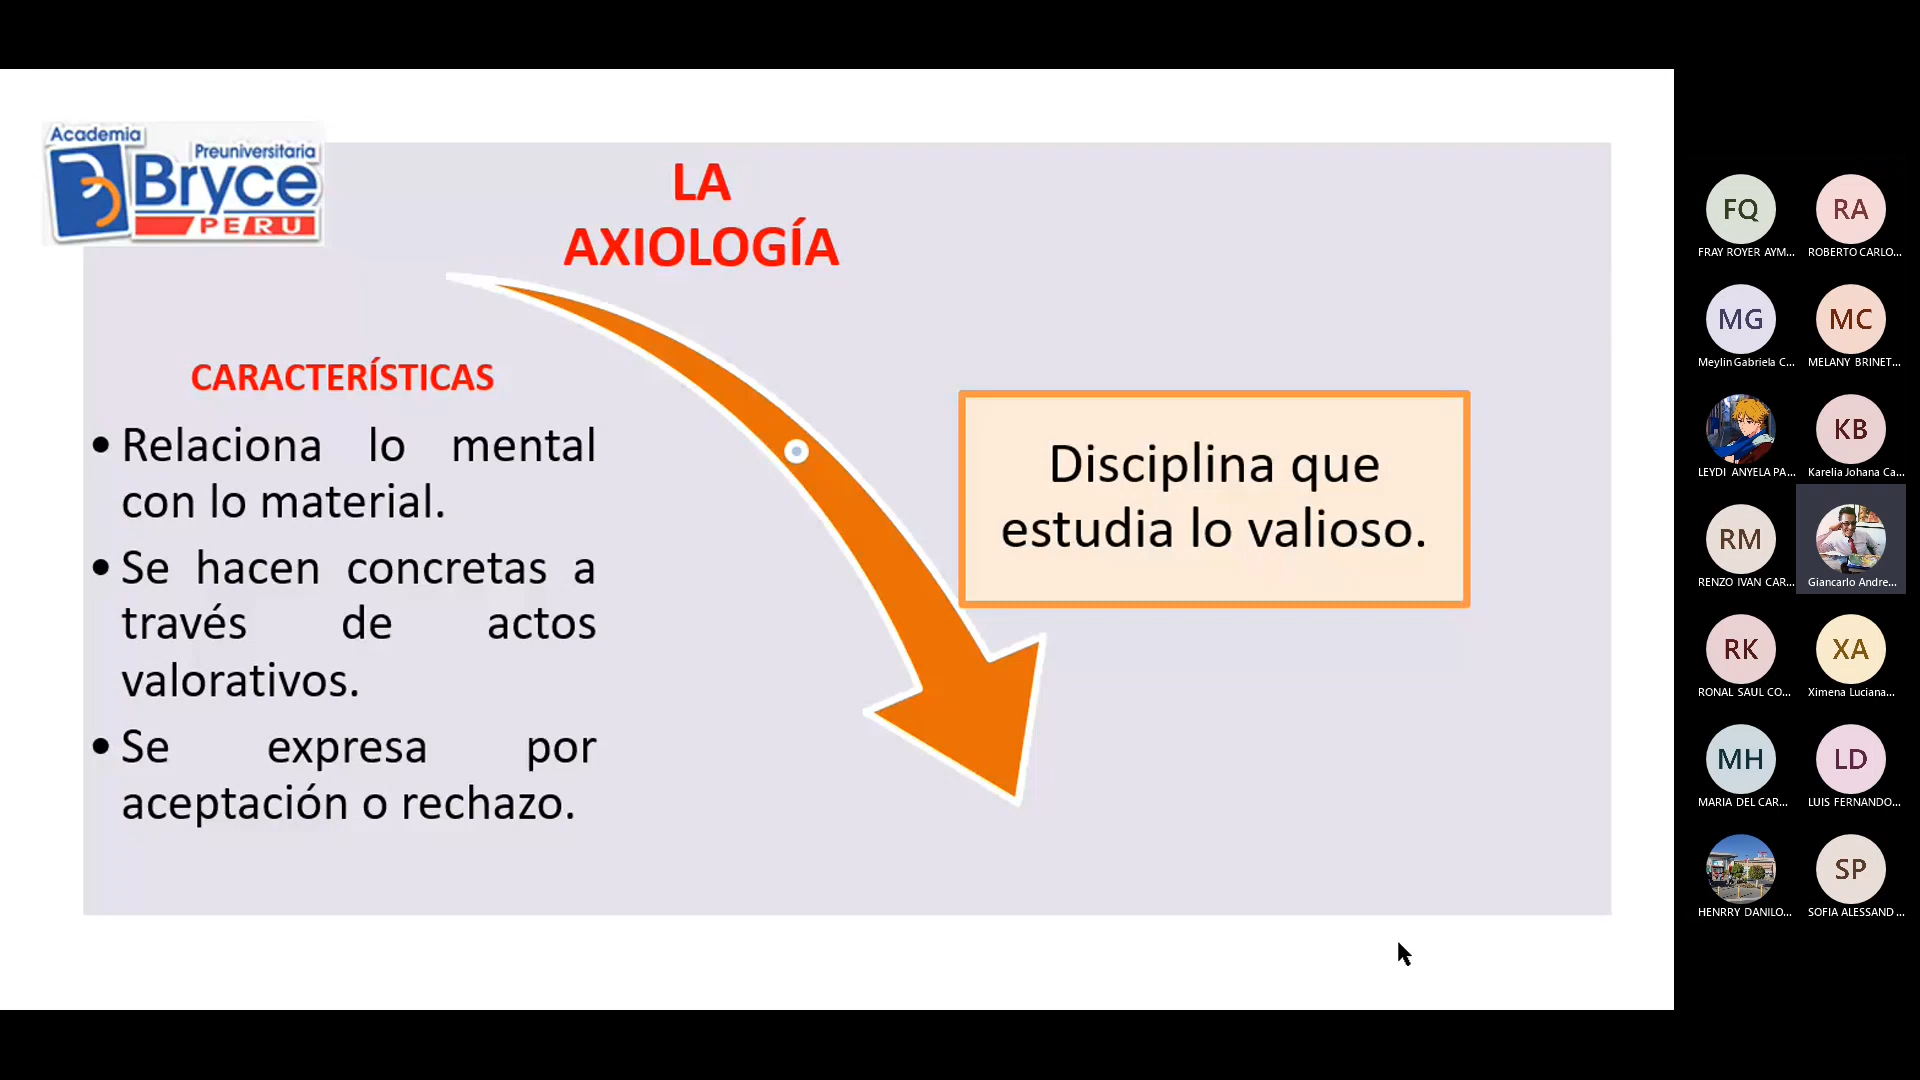 Academia
Preuniversitaria
Bryce
PERU
LA
AXIOLOGÍA
CARACTERÍSTICAS
• Relaciona lo mental
con lo material.
• Se hacen concretas a
través de actos
valorativos.
• Se expresa por
aceptación o rechazo.
Disciplina que
estudia lo valioso.
FQ
RA
FRAY ROYER AYM...
ROBERTO CARLO...
MG
MC
Meylin Gabriela C...
MELANY BRINET...
KB
LEYDI ANYELA PA...
Karelia Johana Ca...
RM
RENZO IVAN CAR...
Giancarlo Andre...
RK
XA
RONAL SAUL CO...
Ximena Luciana...
MH
LD
MARIA DEL CAR...
LUIS FERNANDO...
SP
HENRRY DANILO...
SOFIA ALESSAND...